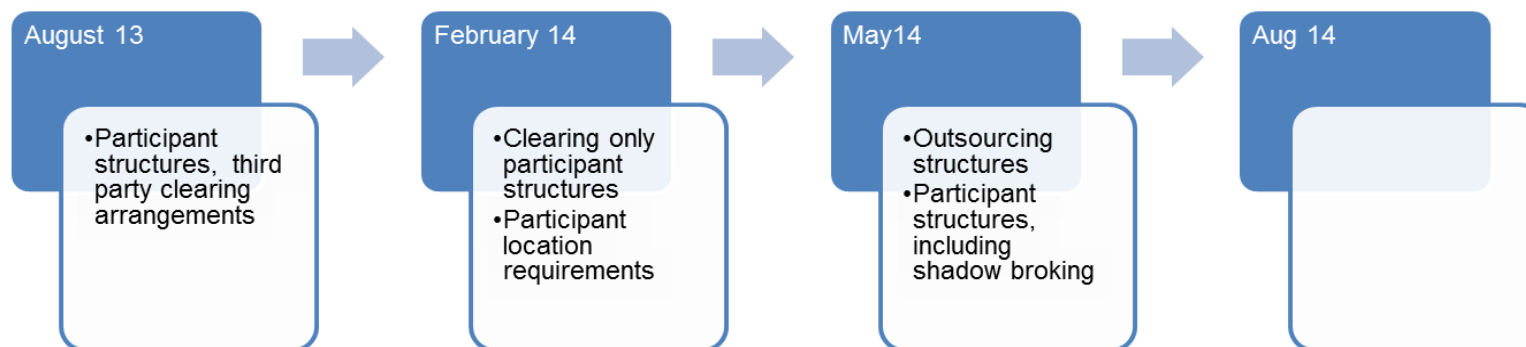 August 13
•Participant
structures, third
party clearing
arrangements
February 14
•Clearing only
participant
structures
•Participant
location
requirements
May14
•Outsourcing
structures
•Participant
structures,
including
shadow broking
Aug 14